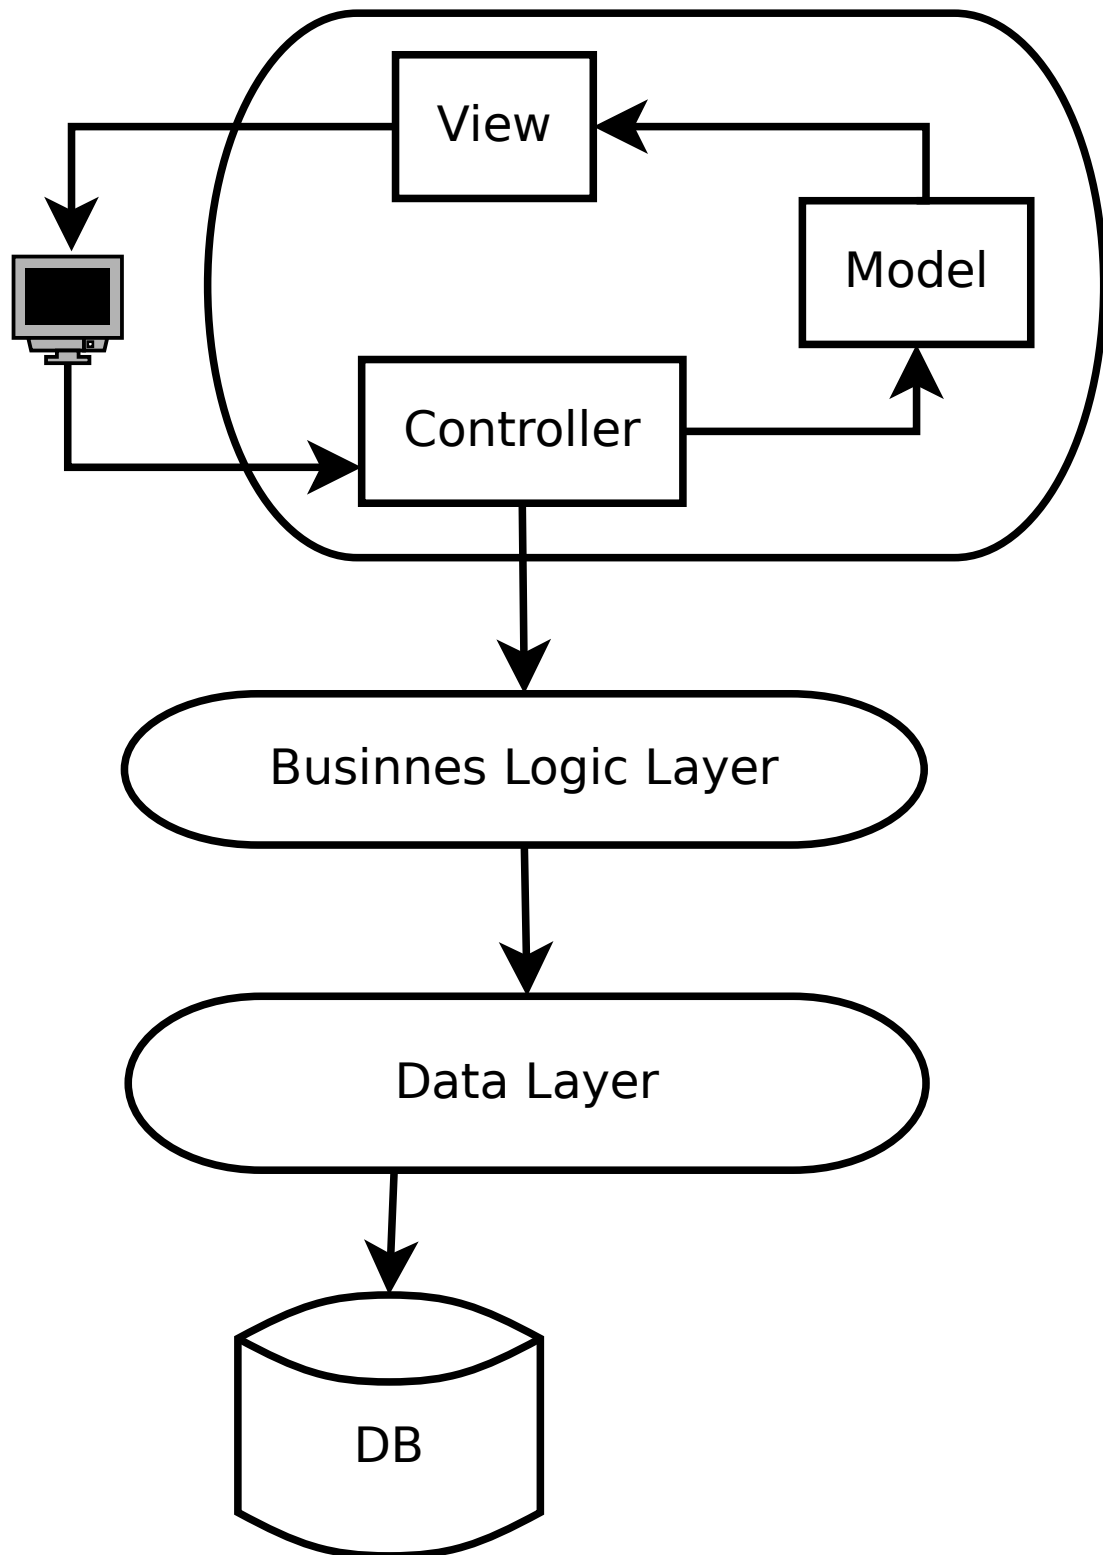 View
Model
Controller
Businnes Logic Layer
Data Layer
DB